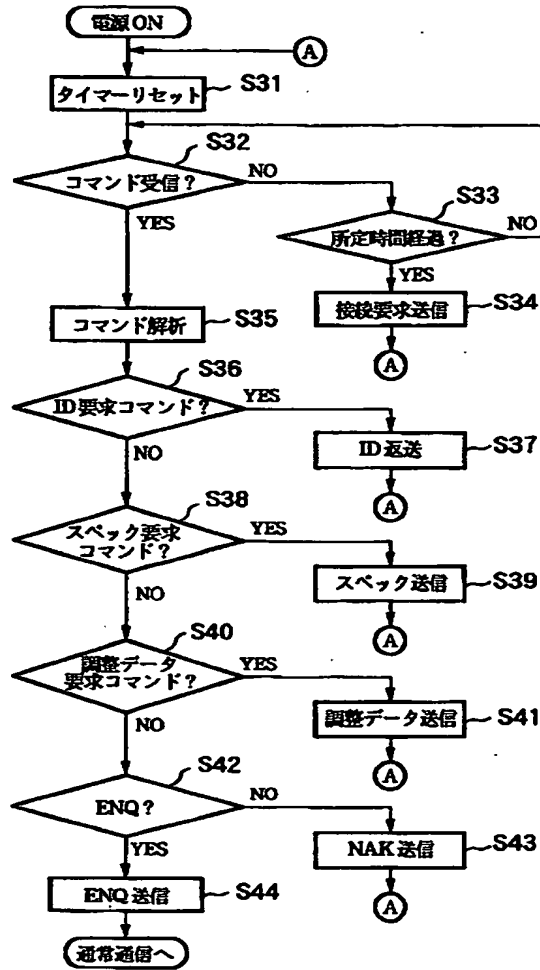 電源ON
A
タイマーリセット
S31
S32
コマンド受信？
NO
YES
S33
所定時間経過？
NO
YES
接続要求送信
S34
A
コマンド解析
S35
S36
ID要求コマンド？
YES
NO
ID返送
S37
A
S38
スペック要求
コマンド？
YES
NO
スペック送信
S39
A
S40
調整データ
要求コマンド？
YES
NO
調整データ送信
S41
A
S42
ENQ？
NO
YES
NAK送信
S43
A
ENQ送信
S44
通常通信へ